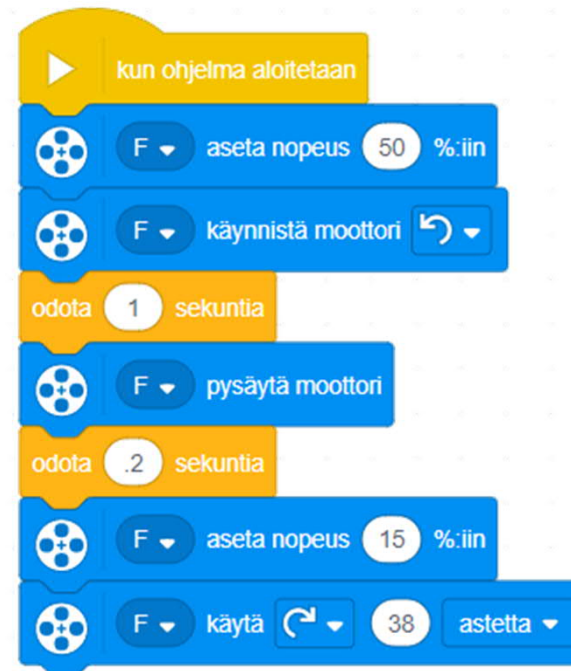 kun ohjelma aloitetaan
F aseta nopeus 50 %:iin
F käynnistä moottori
odota 1 sekuntia
F pysäytä moottori
odota .2 sekuntia
F aseta nopeus 15 %:iin
F käytä 38 astetta